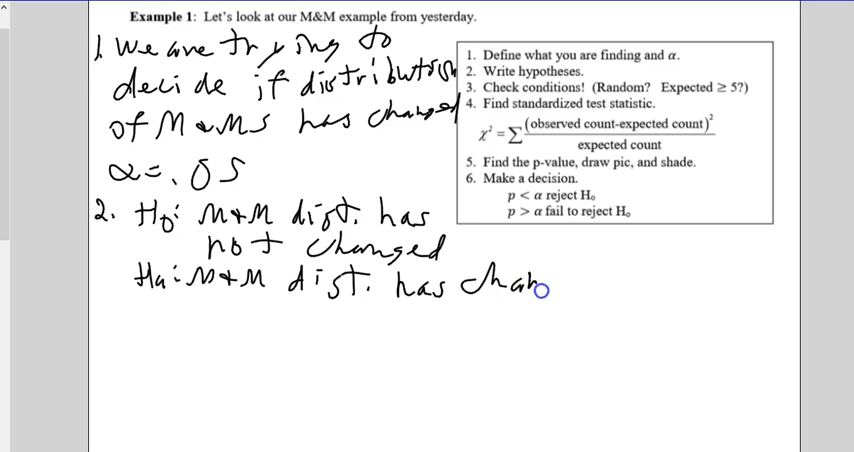 Example 1: Let's look at our M&M example from yesterday.
1. We are trying to
decide if distribution
of M&Ms has changed
α=.05
2. H₀: M&M dist. has
not changed
Ha: M&M dist. has chan
1. Define what you are finding and α.
2. Write hypotheses.
3. Check conditions! (Random? Expected ≥ 5?)
4. Find standardized test statistic.
χ² = Σ (observed count-expected count)² / expected count
5. Find the p-value, draw pic, and shade.
6. Make a decision.
p < α reject H₀
p > α fail to reject H₀